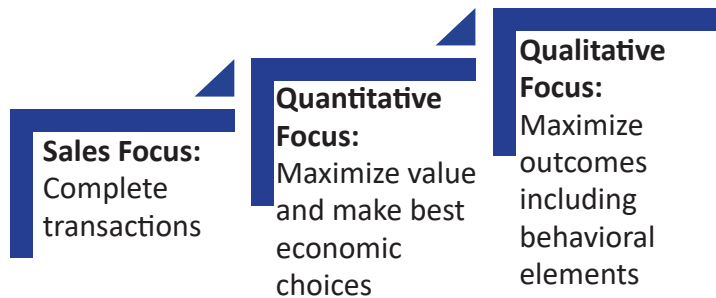 Sales Focus:
Complete
transactions
Quantitative
Focus:
Maximize value
and make best
economic
choices
Qualitative
Focus:
Maximize
outcomes
including
behavioral
elements